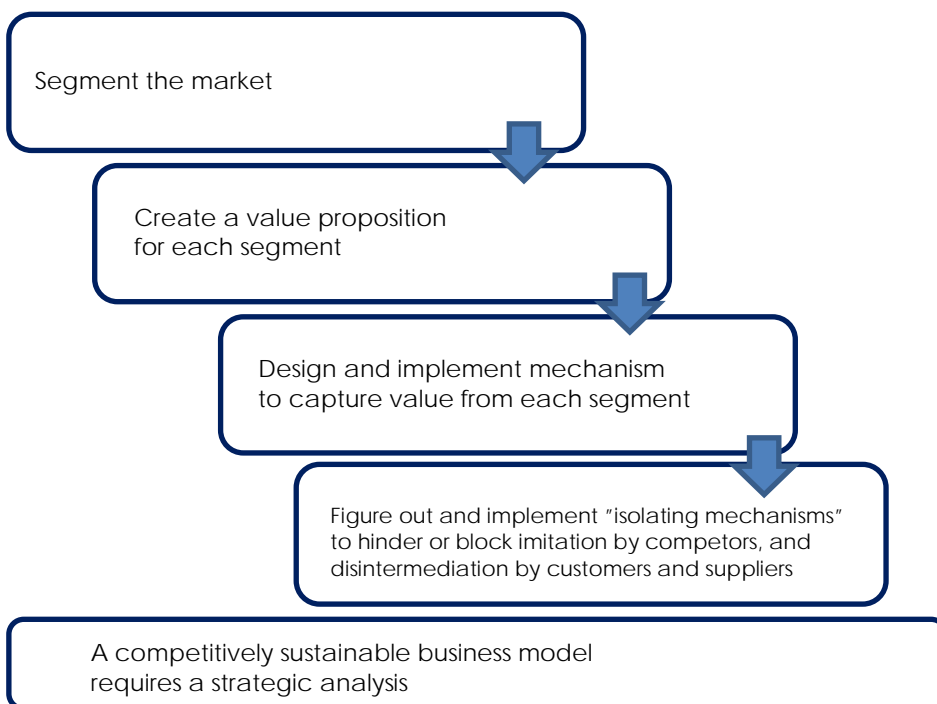 Segment the market
Create a value proposition
for each segment
Design and implement mechanism
to capture value from each segment
Figure out and implement "isolating mechanisms"
to hinder or block imitation by competors, and
disintermediation by customers and suppliers
A competitively sustainable business model
requires a strategic analysis